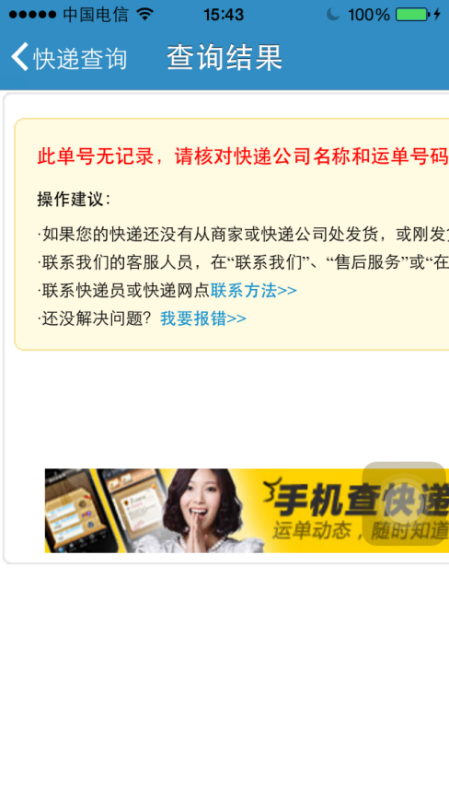 中国电信 15:43 100%
快递查询 查询结果
此单号无记录，请核对快递公司名称和运单号码
操作建议：
·如果您的快递还没有从商家或快递公司处发货，或刚发
·联系我们的客服人员，在“联系我们”、“售后服务”或“在
·联系快递员或快递网点联系方法>>
·还没解决问题？我要报错>>
手机查快递
运单动态，随时知道